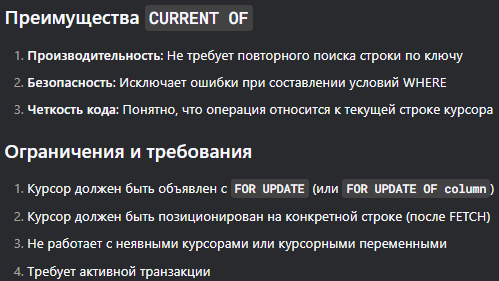 Преимущества CURRENT OF
1. Производительность: Не требует повторного поиска строки по ключу
2. Безопасность: Исключает ошибки при составлении условий WHERE
3. Четкость кода: Понятно, что операция относится к текущей строке курсора
Ограничения и требования
1. Курсор должен быть объявлен с FOR UPDATE (или FOR UPDATE OF column)
2. Курсор должен быть позиционирован на конкретной строке (после FETCH)
3. Не работает с неявными курсорами или курсорными переменными
4. Требует активной транзакции